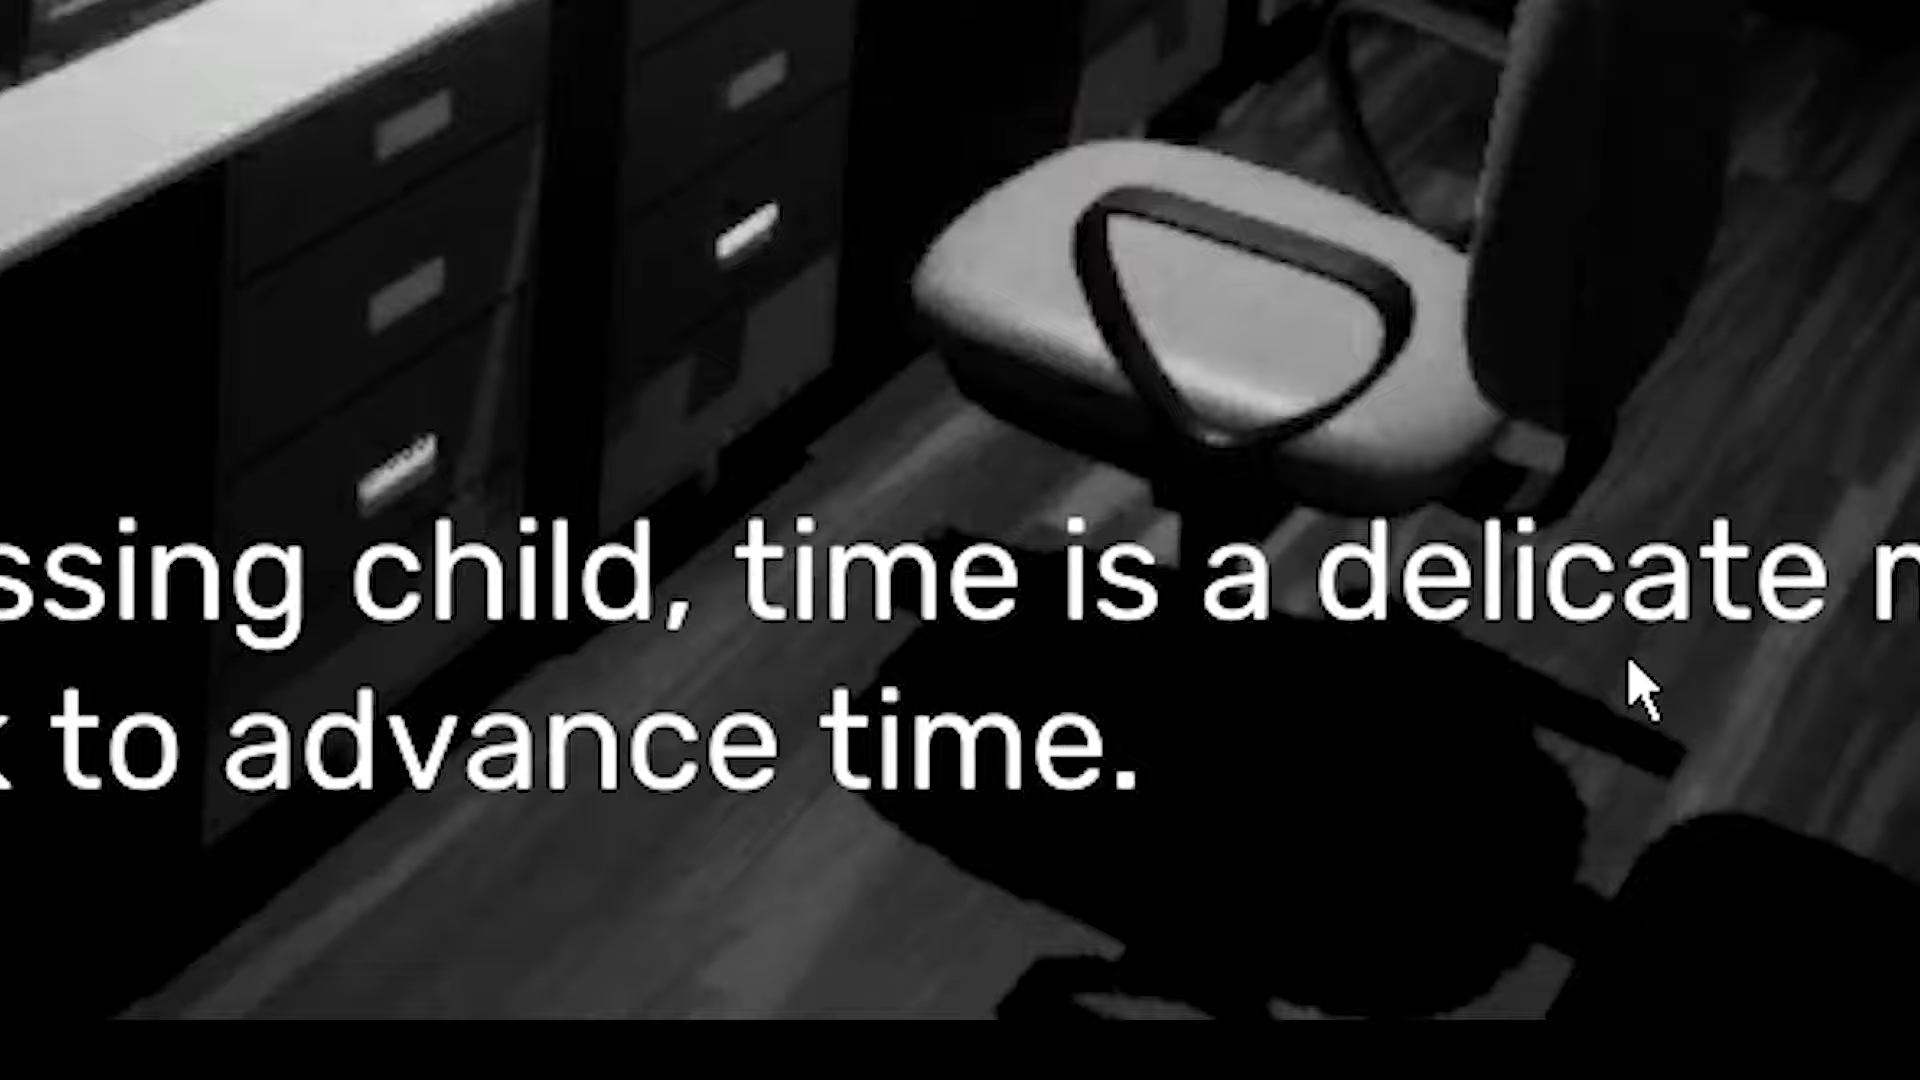 ssing child, time is a delicate
to advance time.